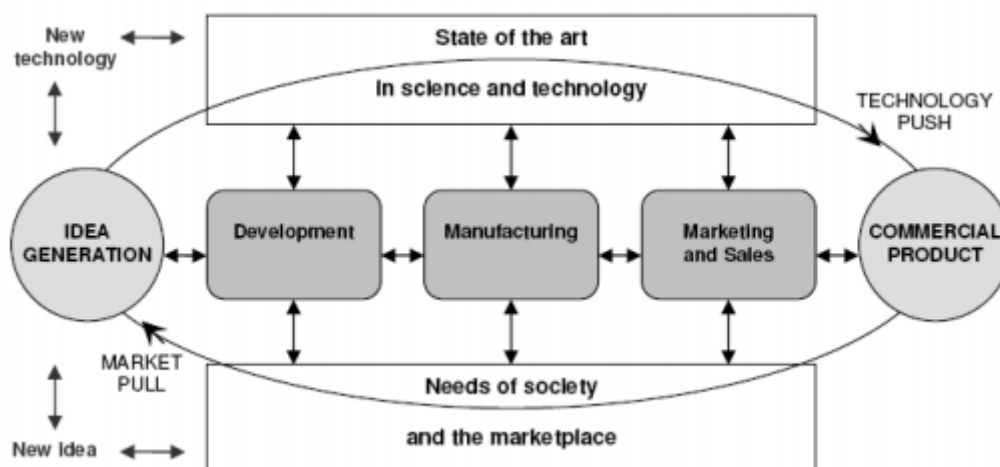 New
technology
State of the art
In science and technology
TECHNOLOGY
PUSH
IDEA
GENERATION
Development
Manufacturing
Marketing
and Sales
COMMERCIAL
PRODUCT
MARKET
PULL
Needs of society
New idea
and the marketplace